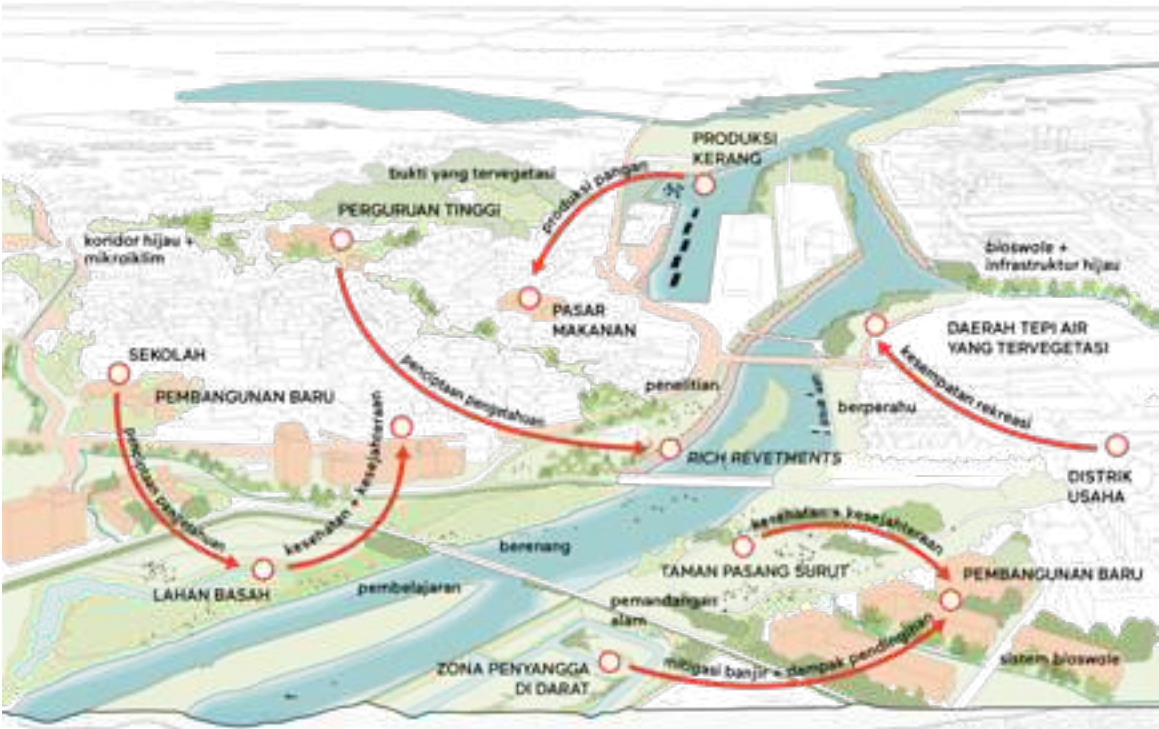 PRODUKSI
KERANG
produksi pangan
bukti yang tervegetasi
PERGURUAN TINGGI
koridor hijau +
mikroiklim
bioswole +
infrastruktur hijau
PASAR
MAKANAN
DAERAH TEPI AIR
YANG TERVEGETASI
SEKOLAH
PEMBANGUNAN BARU
penciptaan pengetahuan
penelitian
berperahu
kesempatan rekreasi
RICH REVETMENTS
DISTRIK
USAHA
penciptaan pengetahuan
kesehatan + kesejahteraan
berenang
kesehatan + kesejahteraan
LAHAN BASAH
pembelajaran
TAMAN PASANG SURUT
PEMBANGUNAN BARU
pemandangan
alam
ZONA PENYANGGA
DI DARAT
mitigasi banjir + dampak pendinginan
sistem bioswole